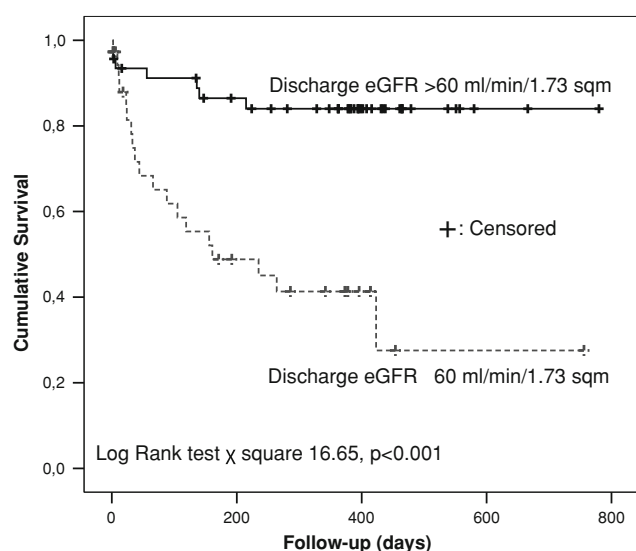 1,0
Discharge eGFR >60 ml/min/1.73 sqm
0,8
0,6
+: Censored
0,4
Discharge eGFR 60 ml/min/1.73 sqm
0,2
Log Rank test χ square 16.65, p<0.001
0,0
0 200 400 600 800
Follow-up (days)
Cumulative Survival